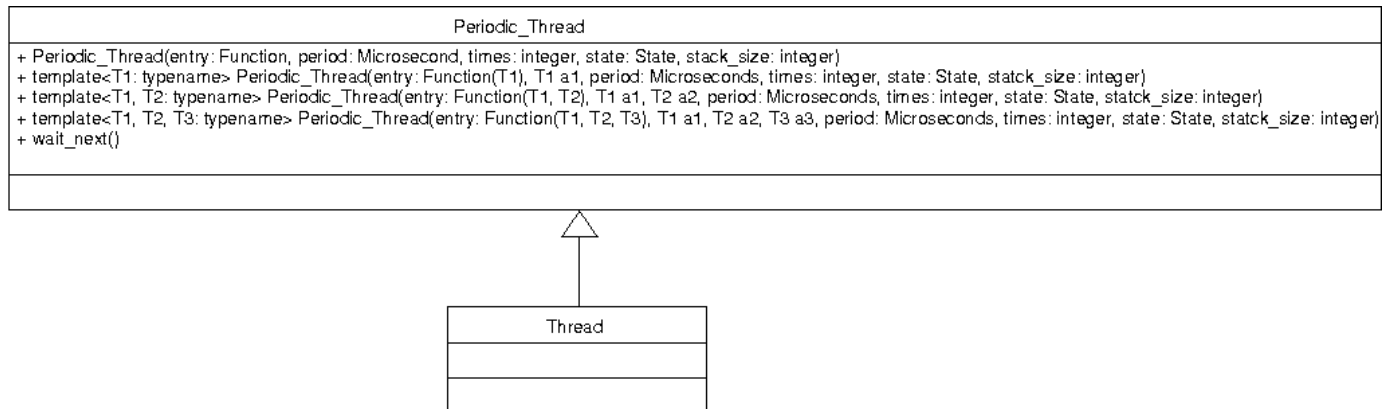 Periodic_Thread
+ Periodic_Thread(entry: Function, period: Microsecond, times: integer, state: State, stack_size: integer)
+ template<T1: typename> Periodic_Thread(entry: Function(T1), T1 a1, period: Microseconds, times: integer, state: State, statck_size: integer)
+ template<T1, T2: typename> Periodic_Thread(entry: Function(T1, T2), T1 a1, T2 a2, period: Microseconds, times: integer, state: State, statck_size: integer)
+ template<T1, T2, T3: typename> Periodic_Thread(entry: Function(T1, T2, T3), T1 a1, T2 a2, T3 a3, period: Microseconds, times: integer, state: State, statck_size: integer)
+ wait_next()
Thread